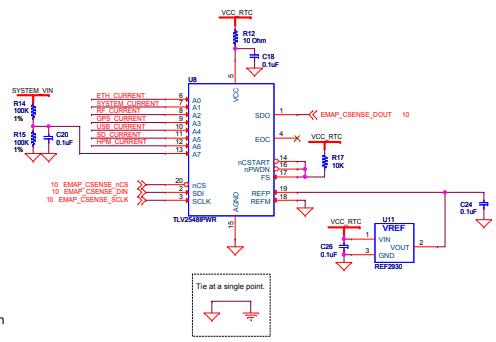 VCC_RTC
R12
10 Ohm
C18
0.1uF
U8
5
VCC
SYSTEM_VIN
R14
100K
1%
R15
100K
1%
C20
0.1uF
ETH_CURRENT 6 A0
SYSTEM_CURRENT 7 A1
RF_CURRENT 8 A2
GPS_CURRENT 9 A3
USB_CURRENT 10 A4
SD_CURRENT 11 A5
HPM_CURRENT 12 A6
13 A7
SDO 1 EMAP_CSENSE_DOUT 10
EOC 4
VCC_RTC
R17
10K
nCSTART 14
nPWDN 16
FS 17
10 EMAP_CSENSE_nCS 20 nCS
10 EMAP_CSENSE_DIN 2 SDI
10 EMAP_CSENSE_SCLK 3 SCLK
REFP 19
REFM 18
AGND
15
TLV2548IPWR
C24
0.1uF
VCC_RTC
U11
VREF
1 VIN
VOUT 2
3 GND
REF2930
C26
0.1uF
Tie at a single point.